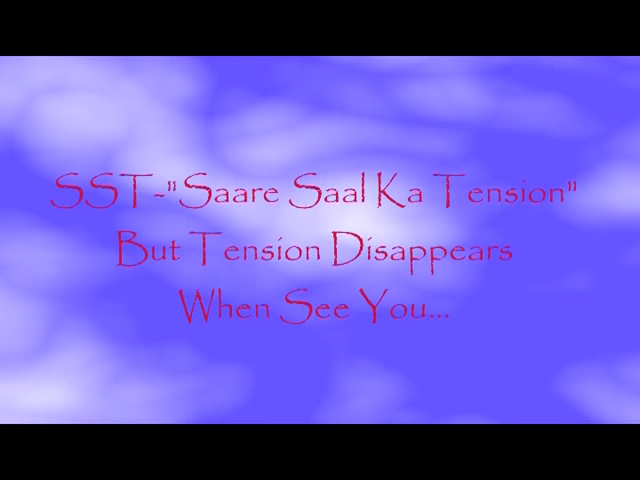 SST-"Saare Saal Ka Tension"
But Tension Disappears
When See You...